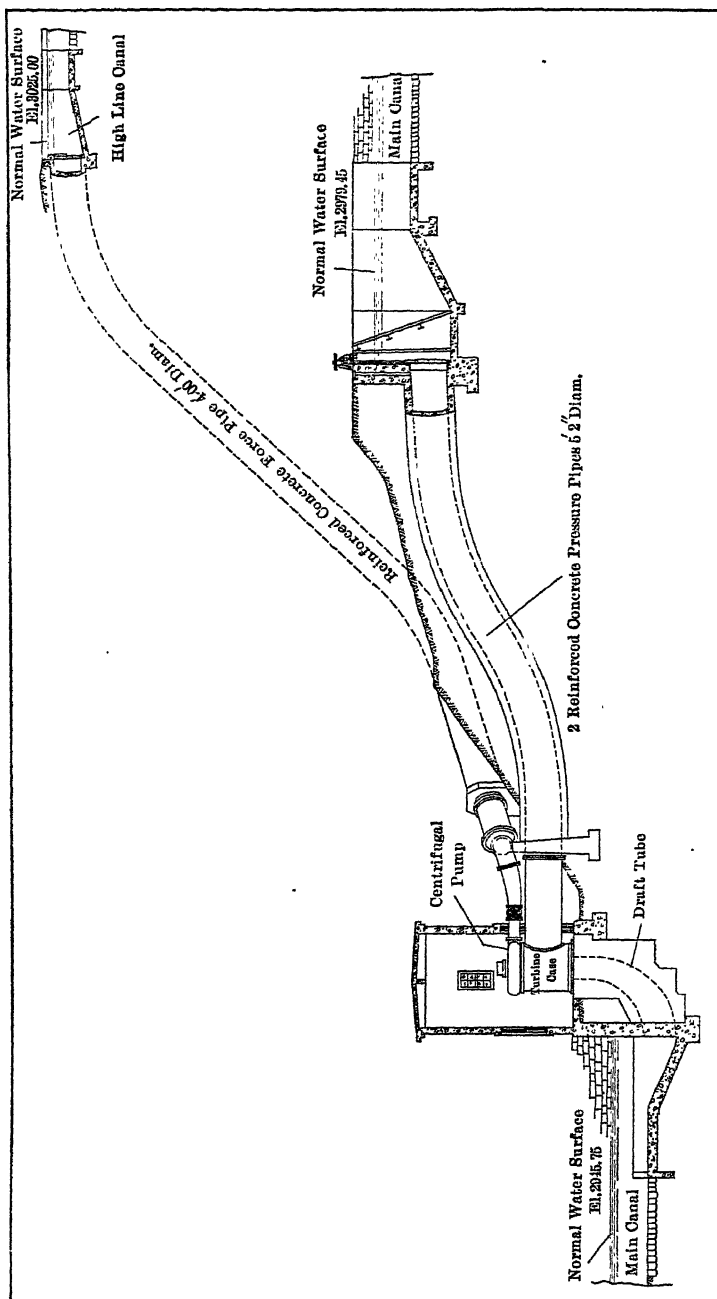 Normal Water Surface
El. 3025.00
High Line Canal
Normal Water Surface
El. 2979.45
Main Canal
Reinforced Concrete Force Pipe 4.00' Diam.
2 Reinforced Concrete Pressure Pipes 5' 2" Diam.
Centrifugal
Pump
Turbine
Case
Draft Tube
Normal Water Surface
El. 2945.75
Main Canal